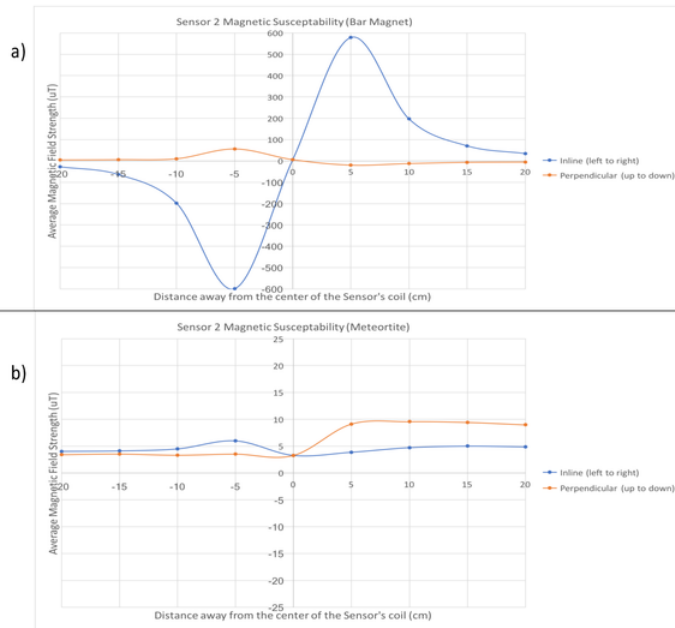 a)
Sensor 2 Magnetic Susceptability (Bar Magnet)
600
500
400
300
200
100
0
-100
-200
-300
-400
-500
-600
-20 -15 -10 -5 0 5 10 15 20
Average Magnetic Field Strength (uT)
Distance away from the center of the Sensor's coil (cm)
Inline (left to right)
Perpendicular (up to down)
b)
Sensor 2 Magnetic Susceptability (Meteortite)
25
20
15
10
5
0
-5
-10
-15
-20
-25
-20 -15 -10 -5 0 5 10 15 20
Average Magnetic Field Strength (uT)
Distance away from the center of the Sensor's coil (cm)
Inline (left to right)
Perpendicular (up to down)